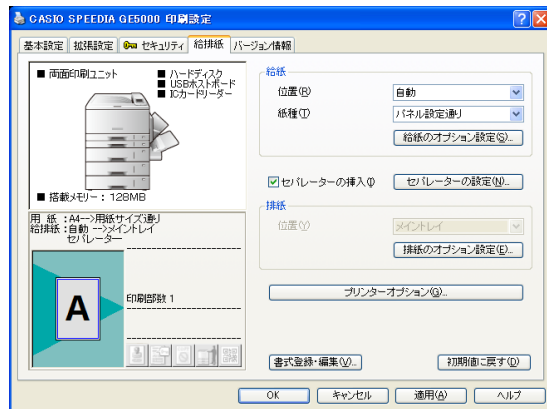 CASIO SPEEDIA GE5000 印刷設定
基本設定 拡張設定 セキュリティ 給排紙 バージョン情報
■ 両面印刷ユニット
■ ハードディスク
■ USBホストボード
■ ICカードリーダー
■ 搭載メモリー: 128MB
給紙
位置(R) 自動
紙種(T) パネル設定通り
給紙のオプション設定(S)...
セパレーターの挿入(I) セパレーターの設定(N)...
排紙
位置(Y) メイントレイ
排紙のオプション設定(E)...
用 紙 :A4-->用紙サイズ通り
給排紙:自動 -->メイントレイ
セパレーター
A
印刷部数 1
プリンターオプション(G)...
書式登録・編集(V)... 初期値に戻す(D)
OK キャンセル 適用(A) ヘルプ